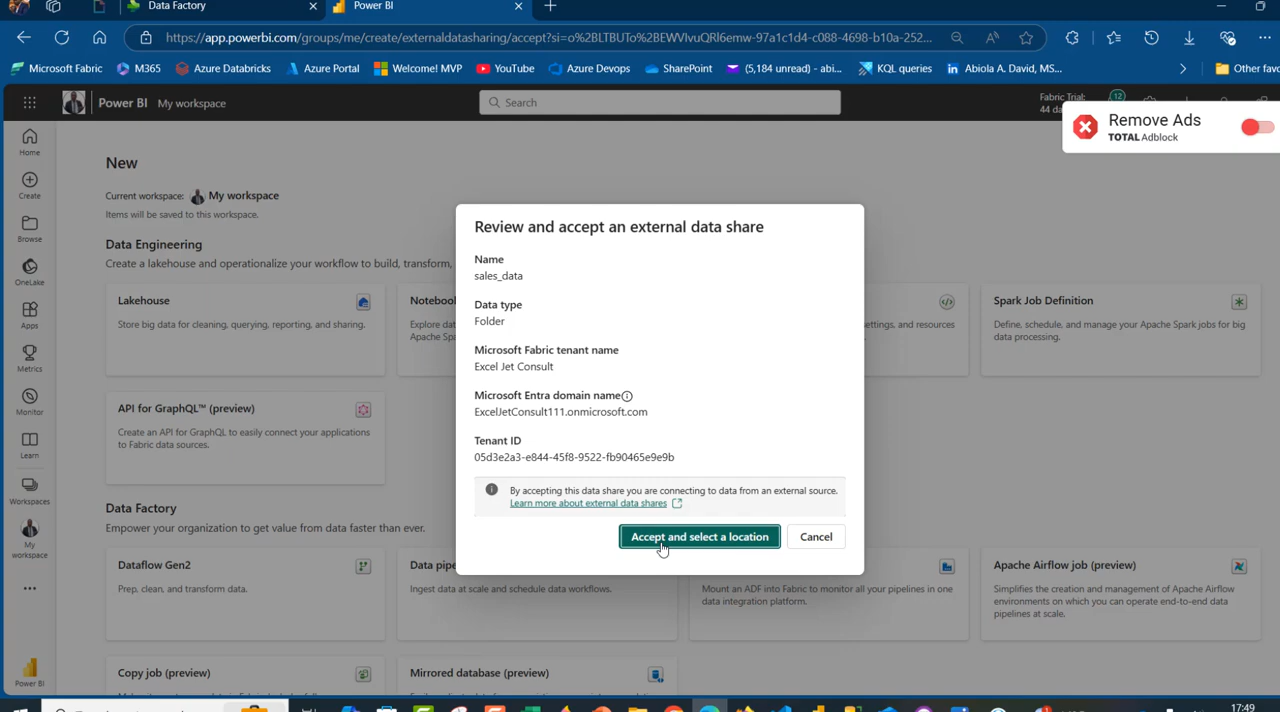 Data Factory
Power BI
https://app.powerbi.com/groups/me/create/externaldatasharing/accept?si=o%2BLTBUTo%2BEWVlvuQRl6emw-97a1c1d4-c088-4698-b10a-252...
Microsoft Fabric
M365
Azure Databricks
Azure Portal
Welcome! MVP
YouTube
Azure Devops
SharePoint
(5,184 unread) - abi...
KQL queries
Abiola A. David, MS...
Other favo
Power BI
My workspace
Search
Fabric Trial:
44 da
12
Remove Ads
TOTAL Adblock
Home
Create
Browse
OneLake
Apps
Metrics
Monitor
Learn
Workspaces
My
workspace
Power BI
New
Current workspace:
My workspace
Items will be saved to this workspace.
Data Engineering
Create a lakehouse and operationalize your workflow to build, transform,
Lakehouse
Store big data for cleaning, querying, reporting, and sharing.
Notebook
Explore da
Apache Spa
settings, and resources
Spark Job Definition
Define, schedule, and manage your Apache Spark jobs for big
data processing.
API for GraphQL™ (preview)
Create an API for GraphQL to easily connect your applications
to Fabric data sources.
Review and accept an external data share
Name
sales_data
Data type
Folder
Microsoft Fabric tenant name
Excel Jet Consult
Microsoft Entra domain name
ExcelJetConsult111.onmicrosoft.com
Tenant ID
05d3e2a3-e844-45f8-9522-fb90465e9e9b
By accepting this data share you are connecting to data from an external source.
Learn more about external data shares
Accept and select a location
Cancel
Data Factory
Empower your organization to get value from data faster than ever.
Dataflow Gen2
Prep, clean, and transform data.
Data pipe
Ingest data at scale and schedule data workflows.
Mount an ADF into Fabric to monitor all your pipelines in one
data integration platform.
Apache Airflow job (preview)
Simplifies the creation and management of Apache Airflow
environments on which you can operate end-to-end data
pipelines at scale.
Copy job (preview)
Mirrored database (preview)
17:49